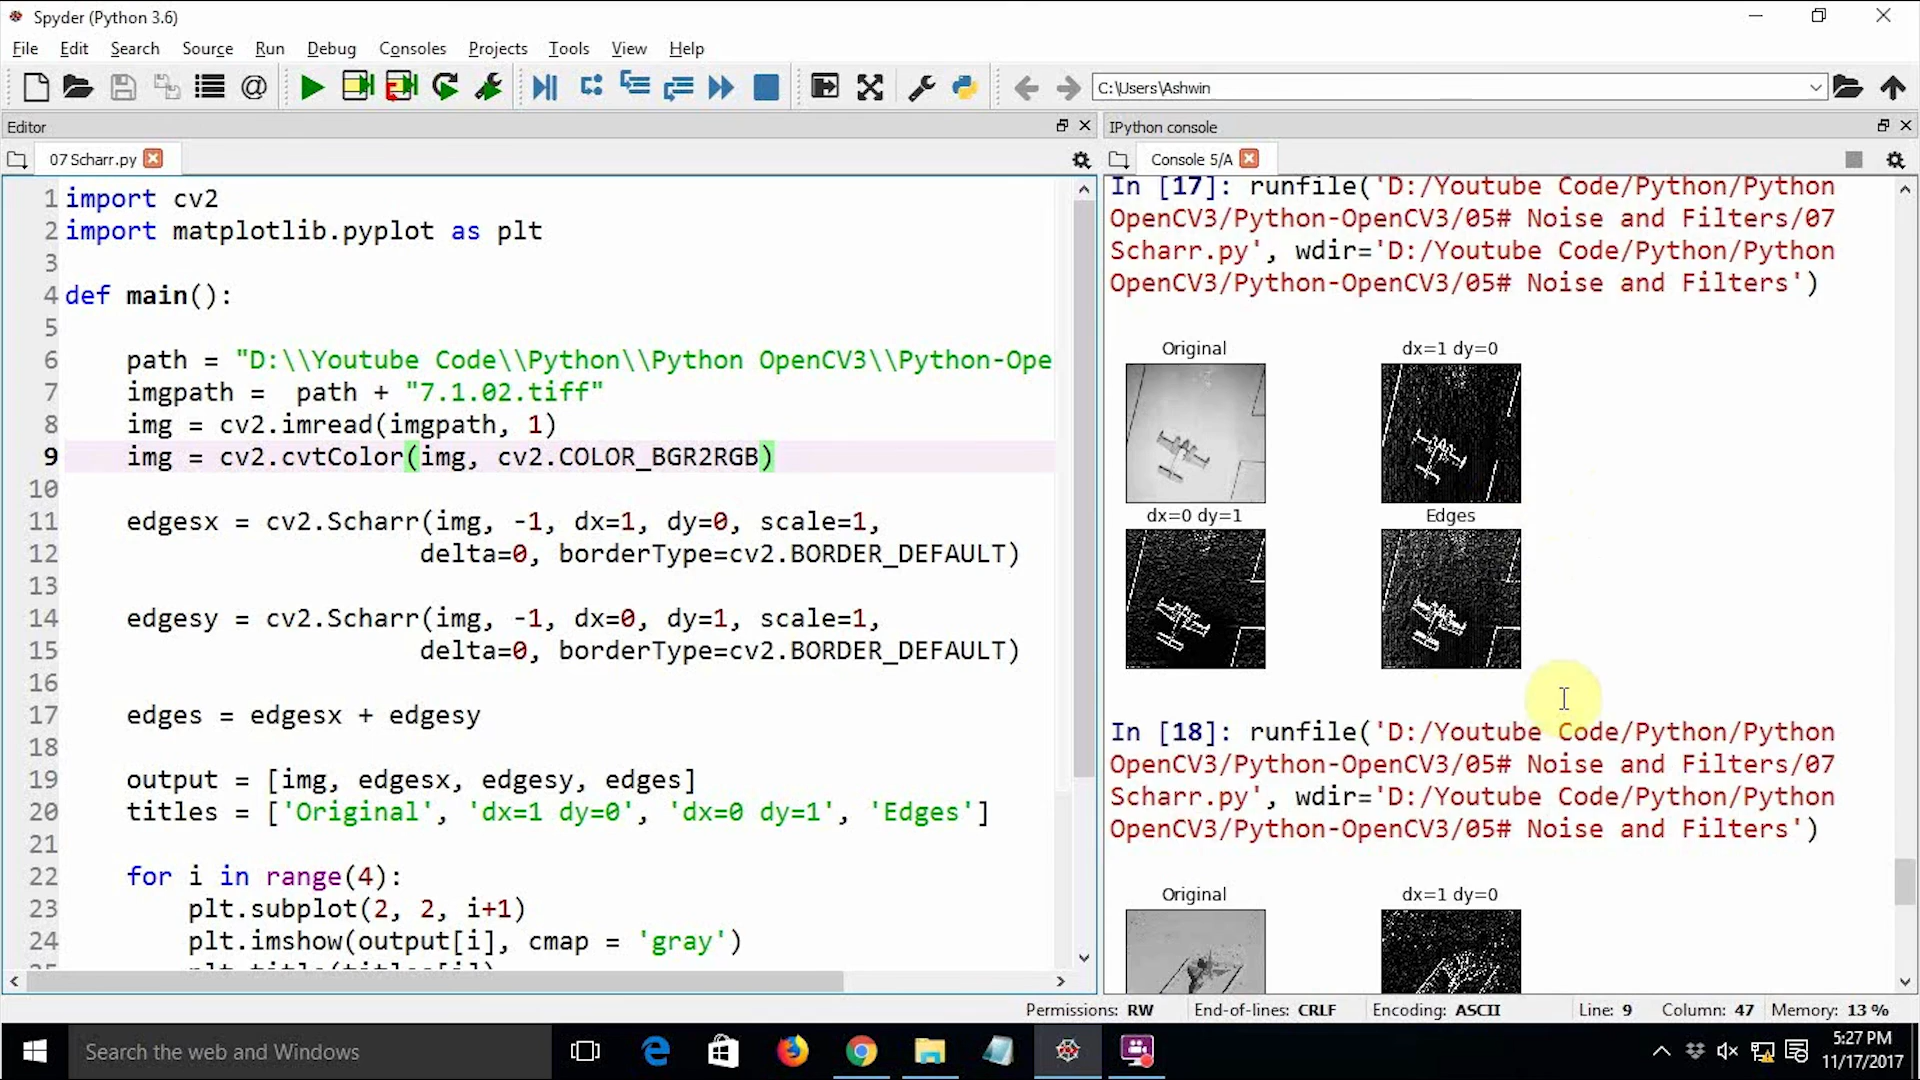 Spyder (Python 3.6)
File Edit Search Source Run Debug Consoles Projects Tools View Help
C:\Users\Ashwin
Editor
07 Scharr.py
1 import cv2
2 import matplotlib.pyplot as plt
3
4 def main():
5
6 path = "D:\\Youtube Code\\Python\\Python OpenCV3\\Python-Ope
7 imgpath = path + "7.1.02.tiff"
8 img = cv2.imread(imgpath, 1)
9 img = cv2.cvtColor(img, cv2.COLOR_BGR2RGB)
10
11 edgesx = cv2.Scharr(img, -1, dx=1, dy=0, scale=1,
12 delta=0, borderType=cv2.BORDER_DEFAULT)
13
14 edgesy = cv2.Scharr(img, -1, dx=0, dy=1, scale=1,
15 delta=0, borderType=cv2.BORDER_DEFAULT)
16
17 edges = edgesx + edgesy
18
19 output = [img, edgesx, edgesy, edges]
20 titles = ['Original', 'dx=1 dy=0', 'dx=0 dy=1', 'Edges']
21
22 for i in range(4):
23 plt.subplot(2, 2, i+1)
24 plt.imshow(output[i], cmap = 'gray')
IPython console
Console 5/A
In [17]: runfile('D:/Youtube Code/Python/Python
OpenCV3/Python-OpenCV3/05# Noise and Filters/07
Scharr.py', wdir='D:/Youtube Code/Python/Python
OpenCV3/Python-OpenCV3/05# Noise and Filters')
Original dx=1 dy=0
dx=0 dy=1 Edges
In [18]: runfile('D:/Youtube Code/Python/Python
OpenCV3/Python-OpenCV3/05# Noise and Filters/07
Scharr.py', wdir='D:/Youtube Code/Python/Python
OpenCV3/Python-OpenCV3/05# Noise and Filters')
Original dx=1 dy=0
Permissions: RW End-of-lines: CRLF Encoding: ASCII Line: 9 Column: 47 Memory: 13 %
Search the web and Windows
5:27 PM
11/17/2017